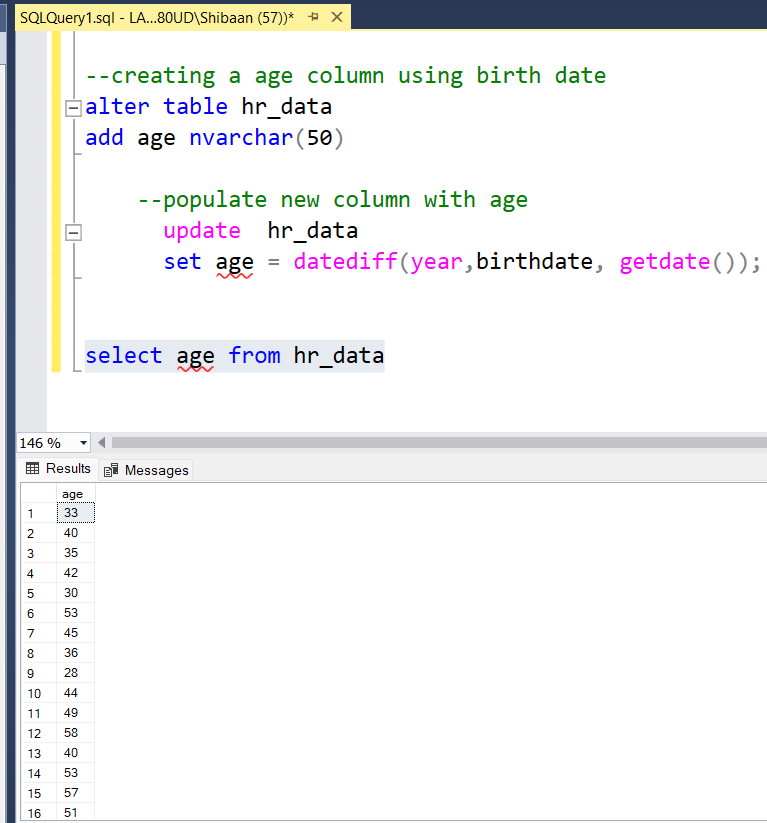 SQLQuery1.sql - LA...80UD\Shibaan (57))*
--creating a age column using birth date
alter table hr_data
add age nvarchar(50)
--populate new column with age
update hr_data
set age = datediff(year,birthdate, getdate());
select age from hr_data
146 %
Results Messages
age
1 33
2 40
3 35
4 42
5 30
6 53
7 45
8 36
9 28
10 44
11 49
12 58
13 40
14 53
15 57
16 51